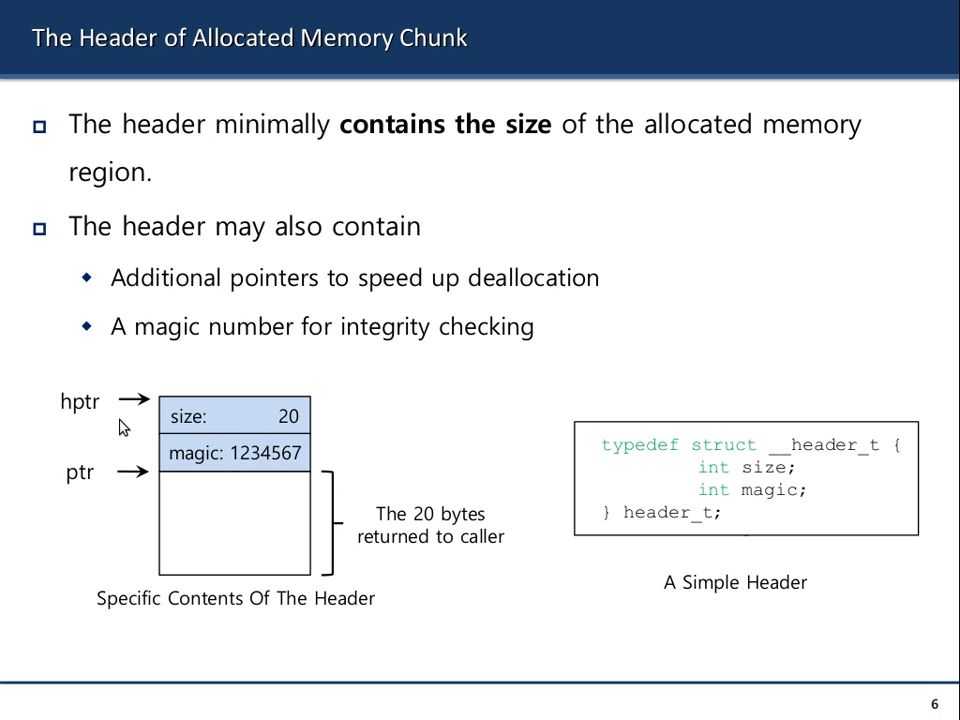 The Header of Allocated Memory Chunk
The header minimally contains the size of the allocated memory
region.
The header may also contain
Additional pointers to speed up deallocation
A magic number for integrity checking
hptr
size: 20
magic: 1234567
ptr
The 20 bytes
returned to caller
Specific Contents Of The Header
typedef struct __header_t {
int size;
int magic;
} header_t;
A Simple Header
6